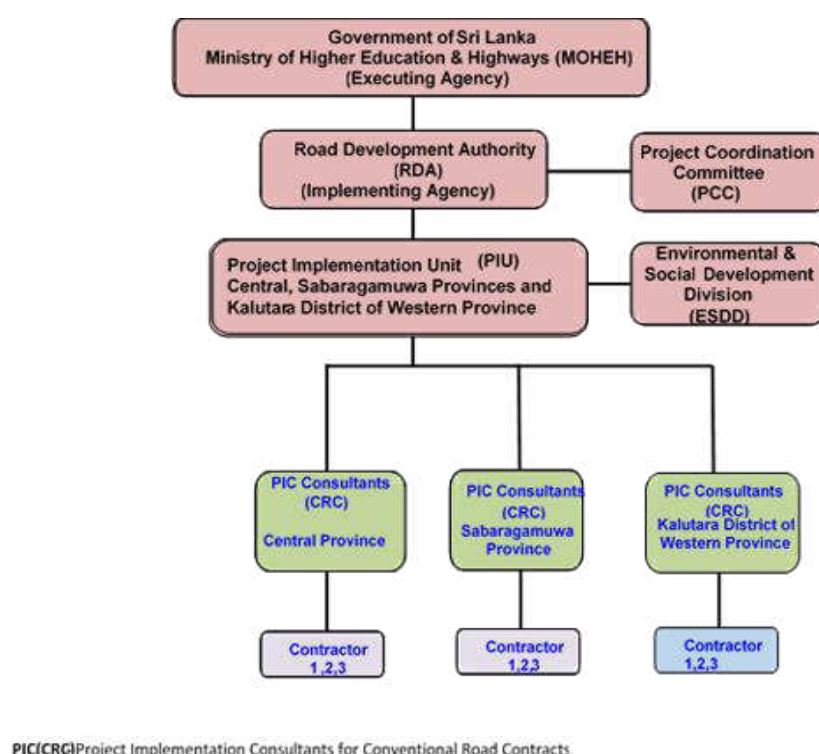 Government of Sri Lanka
Ministry of Higher Education & Highways (MOHEH)
(Executing Agency)
Road Development Authority
(RDA)
(Implementing Agency)
Project Coordination
Committee
(PCC)
Project Implementation Unit (PIU)
Central, Sabaragamuwa Provinces and
Kalutara District of Western Province
Environmental &
Social Development
Division
(ESDD)
PIC Consultants
(CRC)
Central Province
PIC Consultants
(CRC)
Sabaragamuwa
Province
PIC Consultants
(CRC)
Kalutara District of
Western Province
Contractor
1,2,3
Contractor
1,2,3
Contractor
1,2,3
PIC(CRC)Project Implementation Consultants for Conventional Road Contracts